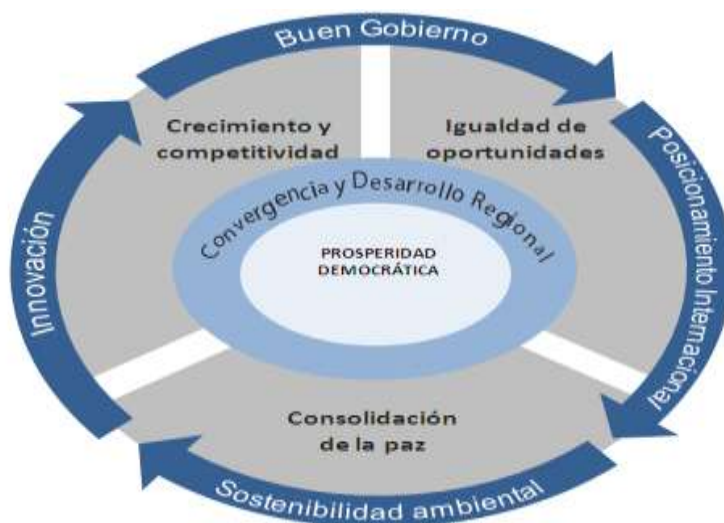 Buen Gobierno
Crecimiento y
competitividad
Igualdad de
oportunidades
Convergencia y Desarrollo Regional
PROSPERIDAD
DEMOCRÁTICA
Innovación
Posicionamiento Internacional
Consolidación
de la paz
Sostenibilidad ambiental